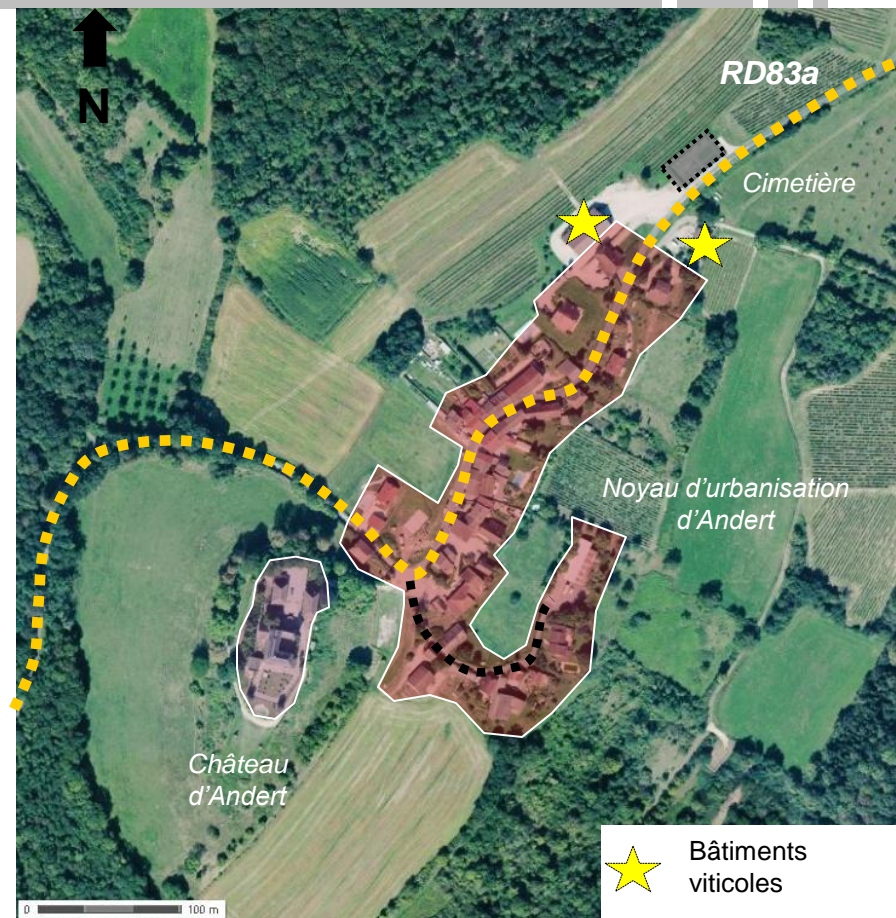 N
RD83a
Cimetière
Noyau d'urbanisation
d'Andert
Château
d'Andert
Bâtiments
viticoles
0 100 m